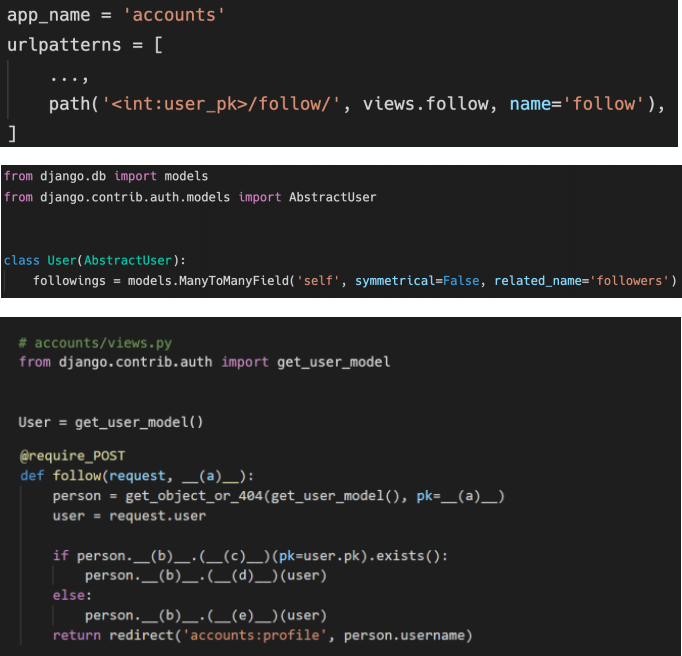 app_name = 'accounts'
urlpatterns = [
    ...,
    path('<int:user_pk>/follow/', views.follow, name='follow'),
]
from django.db import models
from django.contrib.auth.models import AbstractUser
class User(AbstractUser):
    followings = models.ManyToManyField('self', symmetrical=False, related_name='followers')
# accounts/views.py
from django.contrib.auth import get_user_model
User = get_user_model()
@require_POST
def follow(request, __(a)__):
    person = get_object_or_404(get_user_model(), pk=__(a)__)
    user = request.user
    if person.__(b)__.(__(c)__)(pk=user.pk).exists():
        person.__(b)__.(__(d)__)(user)
    else:
        person.__(b)__.(__(e)__)(user)
    return redirect('accounts:profile', person.username)